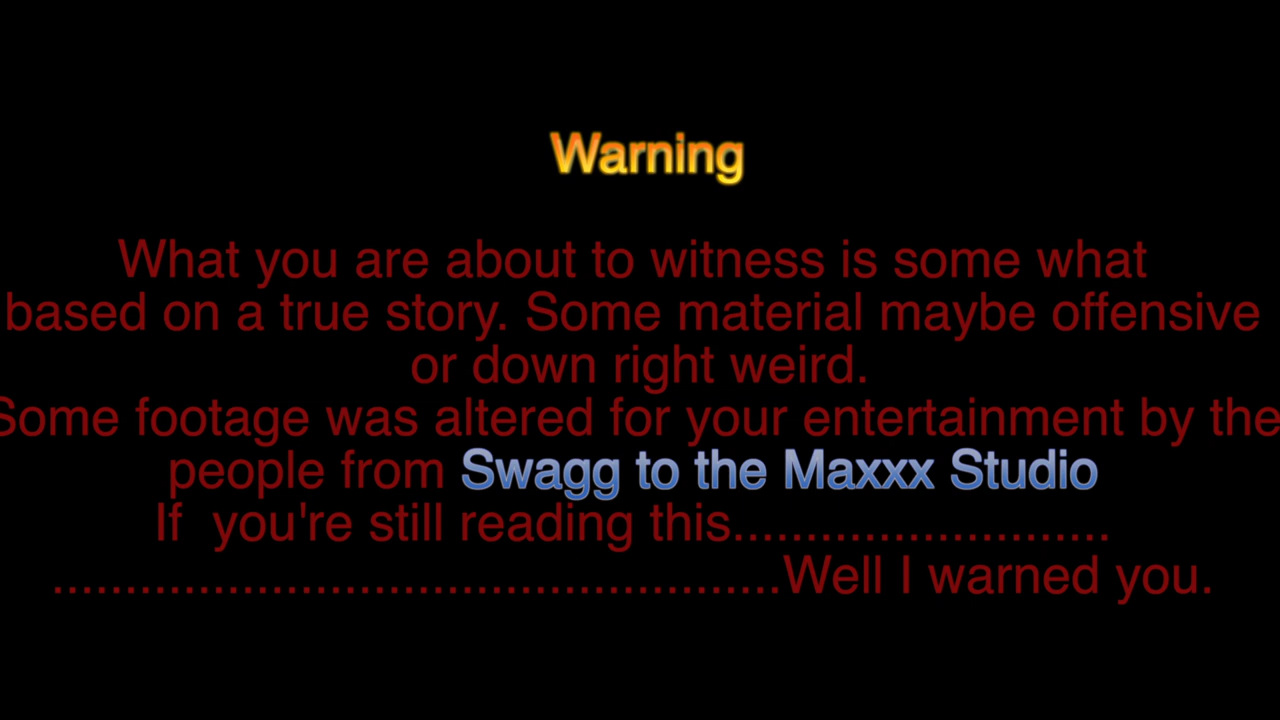 Warning
What you are about to witness is some what
based on a true story. Some material maybe offensive
or down right weird.
Some footage was altered for your entertainment by the
people from Swagg to the Maxxx Studio
If  you're still reading this..........................
..................................................Well I warned you.